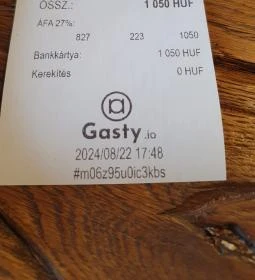 ÖSSZ.: 1 050 HUF
ÁFA 27%:
827 223 1050
Bankkártya: 1 050 HUF
Kerekítés 0 HUF
Gasty.io
2024/08/22 17:48
#m06z95u0ic3kbs